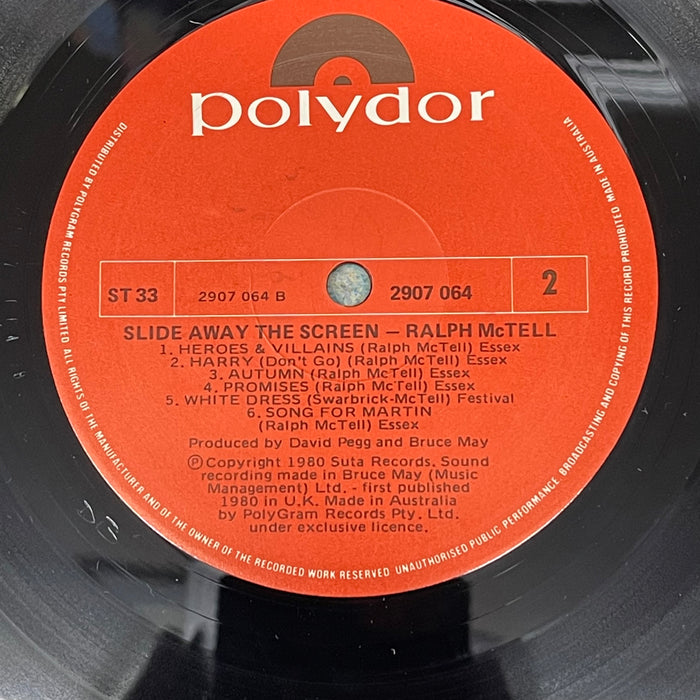 polydor
ST 33
2907 064 B
2907 064
2
SLIDE AWAY THE SCREEN – RALPH McTELL
1. HEROES & VILLAINS (Ralph McTell) Essex
2. HARRY (Don't Go) (Ralph McTell) Essex
3. AUTUMN (Ralph McTell) Essex
4. PROMISES (Ralph McTell) Essex
5. WHITE DRESS (Swarbrick-McTell) Festival
6. SONG FOR MARTIN
(Ralph McTell) Essex
Produced by David Pegg and Bruce May
Ⓟ Copyright 1980 Suta Records. Sound
recording made in Bruce May (Music
Management) Ltd. - first published
1980 in U.K. Made in Australia
by PolyGram Records Pty. Ltd.
under exclusive licence.
DISTRIBUTED BY POLYGRAM RECORDS PTY LIMITED ALL RIGHTS OF THE MANUFACTURER AND OF THE OWNER OF THE RECORDED WORK RESERVED UNAUTHORISED PUBLIC PERFORMANCE BROADCASTING AND COPYING OF THIS RECORD PROHIBITED MADE IN AUSTRALIA